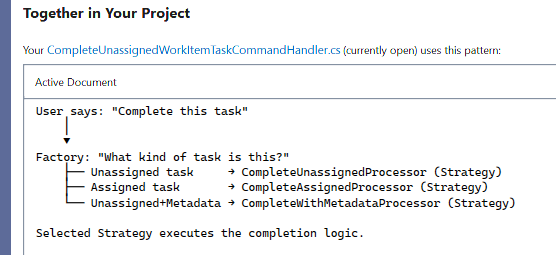 Together in Your Project
Your CompleteUnassignedWorkItemTaskCommandHandler.cs (currently open) uses this pattern:
Active Document
User says: "Complete this task"
Factory: "What kind of task is this?"
Unassigned task → CompleteUnassignedProcessor (Strategy)
Assigned task → CompleteAssignedProcessor (Strategy)
Unassigned+Metadata → CompleteWithMetadataProcessor (Strategy)
Selected Strategy executes the completion logic.